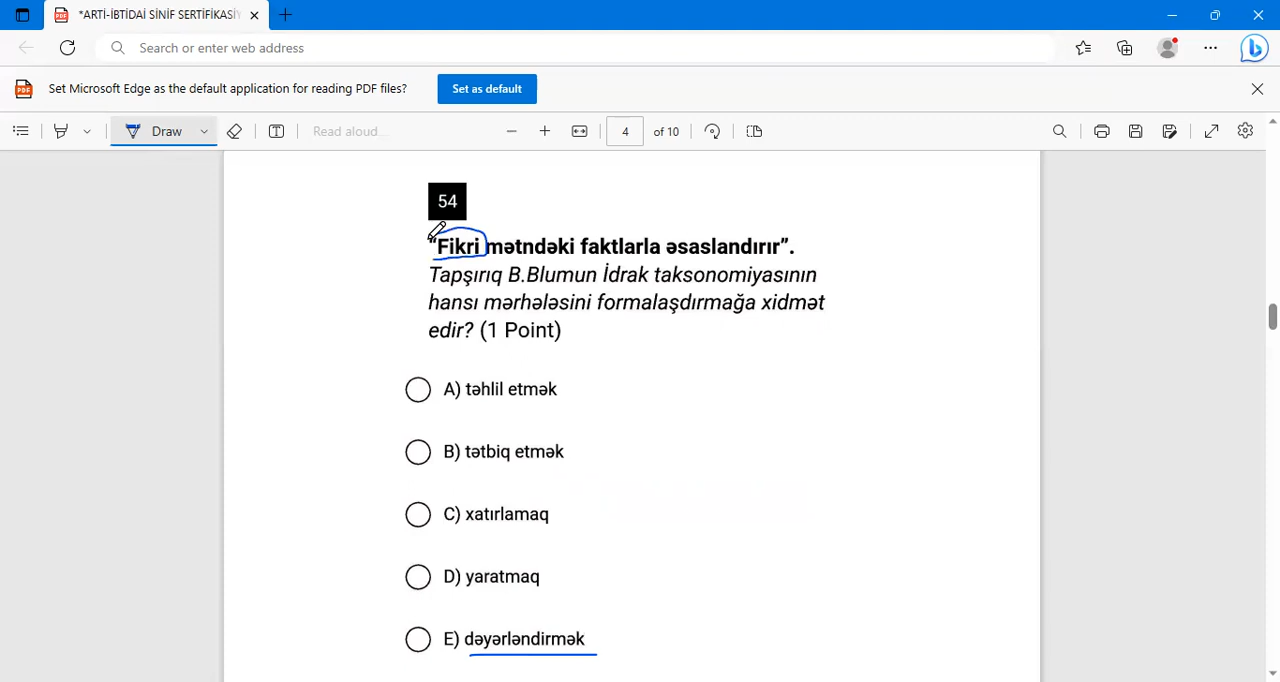 *ARTİ-İBTİDAİ SİNİF SERTİFİKASİY
Search or enter web address
Set Microsoft Edge as the default application for reading PDF files?
Set as default
Draw
Read aloud...
4 of 10
54
"Fikri mətndəki faktlarla əsaslandırır".
Tapşırıq B.Blumun İdrak taksonomiyasının
hansı mərhələsini formalaşdırmağa xidmət
edir? (1 Point)
A) təhlil etmək
B) tətbiq etmək
C) xatırlamaq
D) yaratmaq
E) dəyərləndirmək